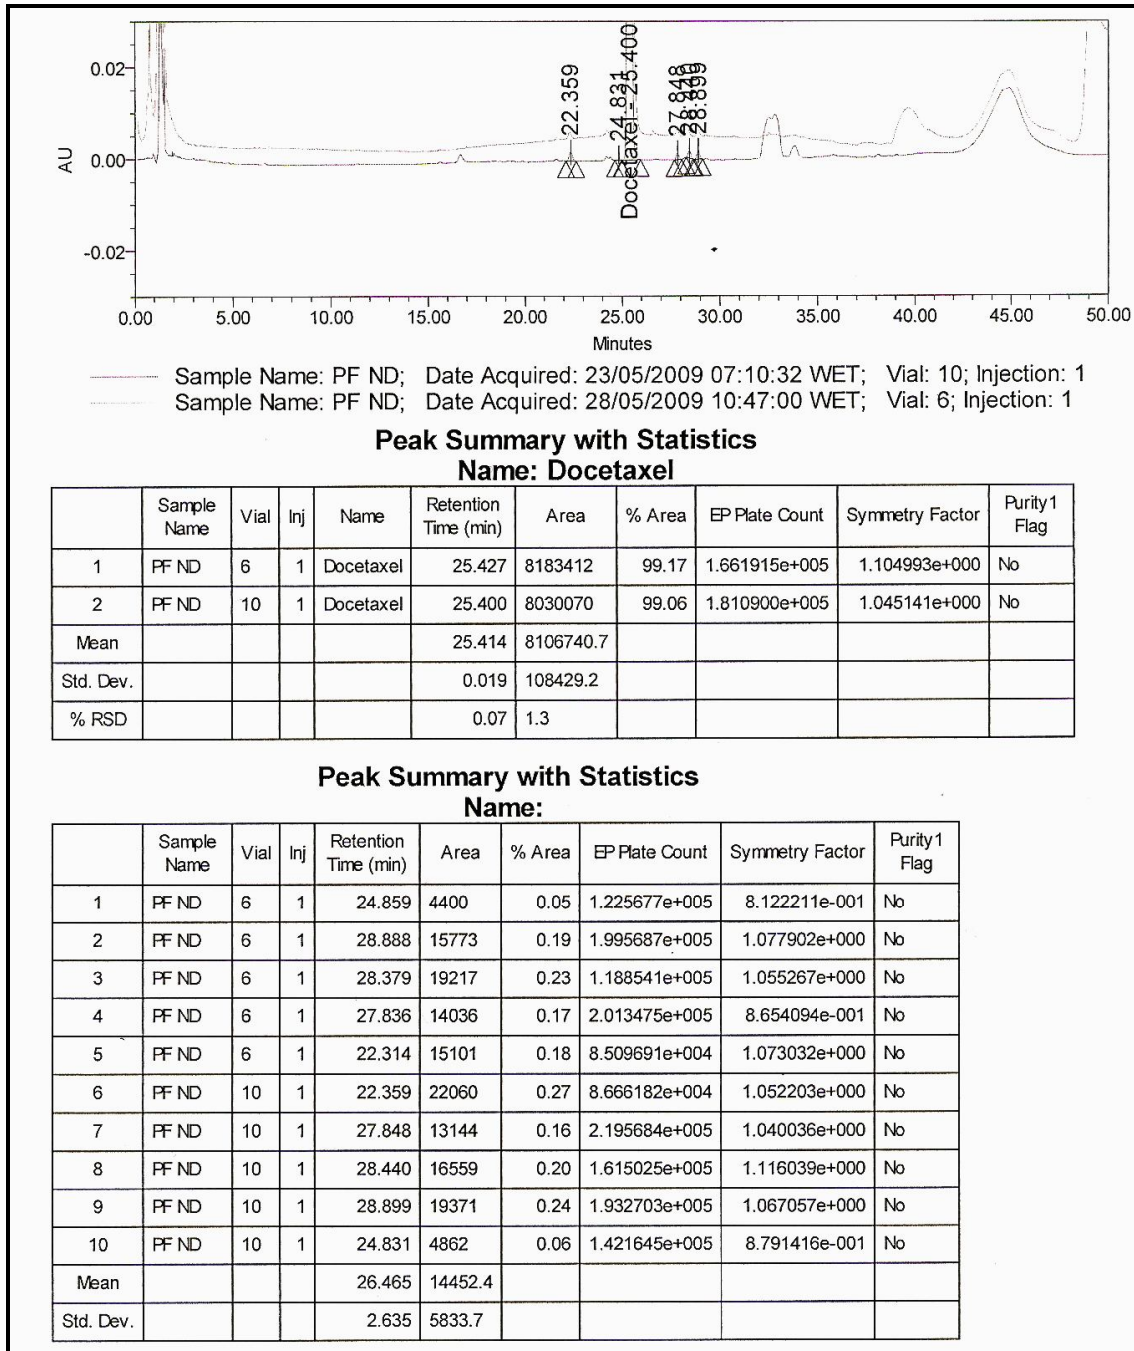 0.02
0.00
-0.02
AU
22.359
24.831
Docetaxel - 25.400
27.848
28.440
28.899
0.00 5.00 10.00 15.00 20.00 25.00 30.00 35.00 40.00 45.00 50.00
Minutes
Sample Name: PF ND; Date Acquired: 23/05/2009 07:10:32 WET; Vial: 10; Injection: 1
Sample Name: PF ND; Date Acquired: 28/05/2009 10:47:00 WET; Vial: 6; Injection: 1
Peak Summary with Statistics
Name: Docetaxel
Sample Name Vial Inj Name Retention Time (min) Area % Area EP Plate Count Symmetry Factor Purity1 Flag
1 PF ND 6 1 Docetaxel 25.427 8183412 99.17 1.661915e+005 1.104993e+000 No
2 PF ND 10 1 Docetaxel 25.400 8030070 99.06 1.810900e+005 1.045141e+000 No
Mean 25.414 8106740.7
Std. Dev. 0.019 108429.2
% RSD 0.07 1.3
Peak Summary with Statistics
Name:
Sample Name Vial Inj Retention Time (min) Area % Area EP Plate Count Symmetry Factor Purity1 Flag
1 PF ND 6 1 24.859 4400 0.05 1.225677e+005 8.122211e-001 No
2 PF ND 6 1 28.888 15773 0.19 1.995687e+005 1.077902e+000 No
3 PF ND 6 1 28.379 19217 0.23 1.188541e+005 1.055267e+000 No
4 PF ND 6 1 27.836 14036 0.17 2.013475e+005 8.654094e-001 No
5 PF ND 6 1 22.314 15101 0.18 8.509691e+004 1.073032e+000 No
6 PF ND 10 1 22.359 22060 0.27 8.666182e+004 1.052203e+000 No
7 PF ND 10 1 27.848 13144 0.16 2.195684e+005 1.040036e+000 No
8 PF ND 10 1 28.440 16559 0.20 1.615025e+005 1.116039e+000 No
9 PF ND 10 1 28.899 19371 0.24 1.932703e+005 1.067057e+000 No
10 PF ND 10 1 24.831 4862 0.06 1.421645e+005 8.791416e-001 No
Mean 26.465 14452.4
Std. Dev. 2.635 5833.7